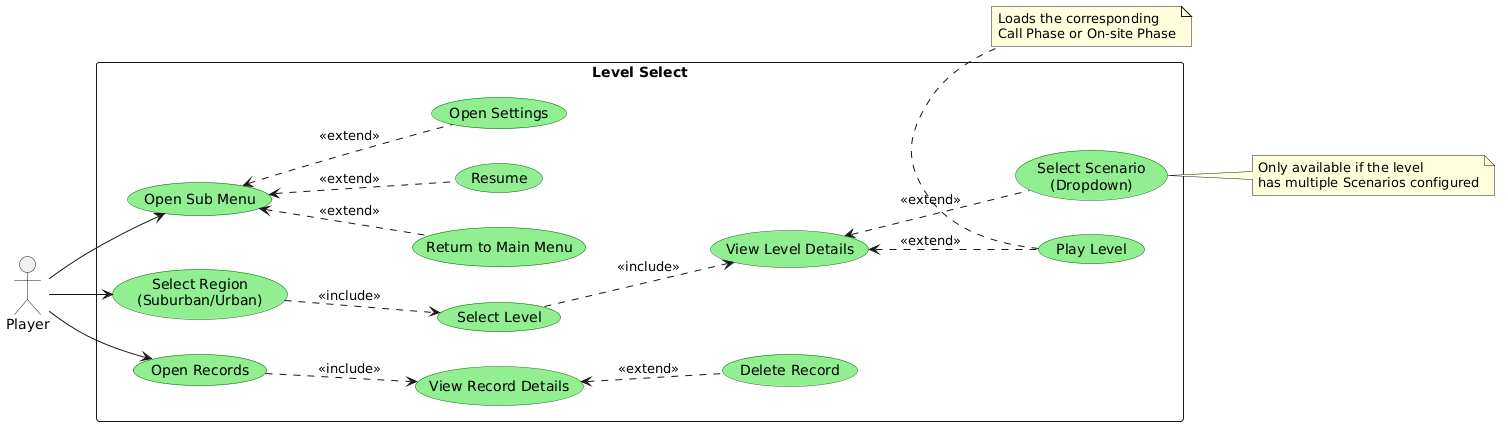 Loads the corresponding
Call Phase or On-site Phase
Level Select
Open Settings
«extend»
Select Scenario
(Dropdown)
Only available if the level
has multiple Scenarios configured
Resume
«extend»
Open Sub Menu
«extend»
«extend»
Return to Main Menu
View Level Details
«extend»
Play Level
«include»
Select Region
(Suburban/Urban)
«include»
Select Level
Player
Open Records
«include»
View Record Details
«extend»
Delete Record